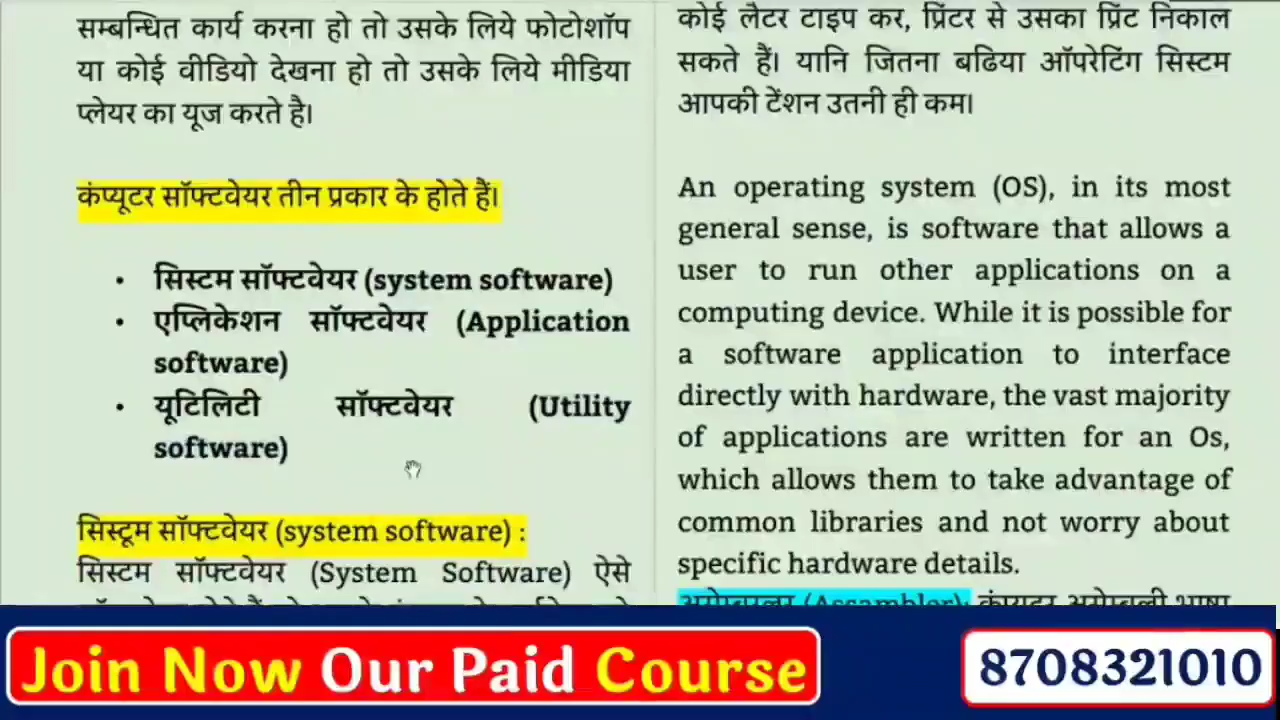 सम्बन्धित कार्य करना हो तो उसके लिये फोटोशॉप
या कोई वीडियो देखना हो तो उसके लिये मीडिया
प्लेयर का यूज करते है।
कंप्यूटर सॉफ्टवेयर तीन प्रकार के होते हैं।
• सिस्टम सॉफ्टवेयर (system software)
• एप्लिकेशन सॉफ्टवेयर (Application
software)
• यूटिलिटी सॉफ्टवेयर (Utility
software)
सिस्टूम सॉफ्टवेयर (system software) :
सिस्टम सॉफ्टवेयर (System Software) ऐसे
कोई लैटर टाइप कर, प्रिंटर से उसका प्रिंट निकाल
सकते हैं। यानि जितना बढिया ऑपरेटिंग सिस्टम
आपकी टेंशन उतनी ही कम।
An operating system (OS), in its most
general sense, is software that allows a
user to run other applications on a
computing device. While it is possible for
a software application to interface
directly with hardware, the vast majority
of applications are written for an Os,
which allows them to take advantage of
common libraries and not worry about
specific hardware details.
(Assambler): कंप्यूटर असेम्बली भाषा
Join Now Our Paid Course
8708321010